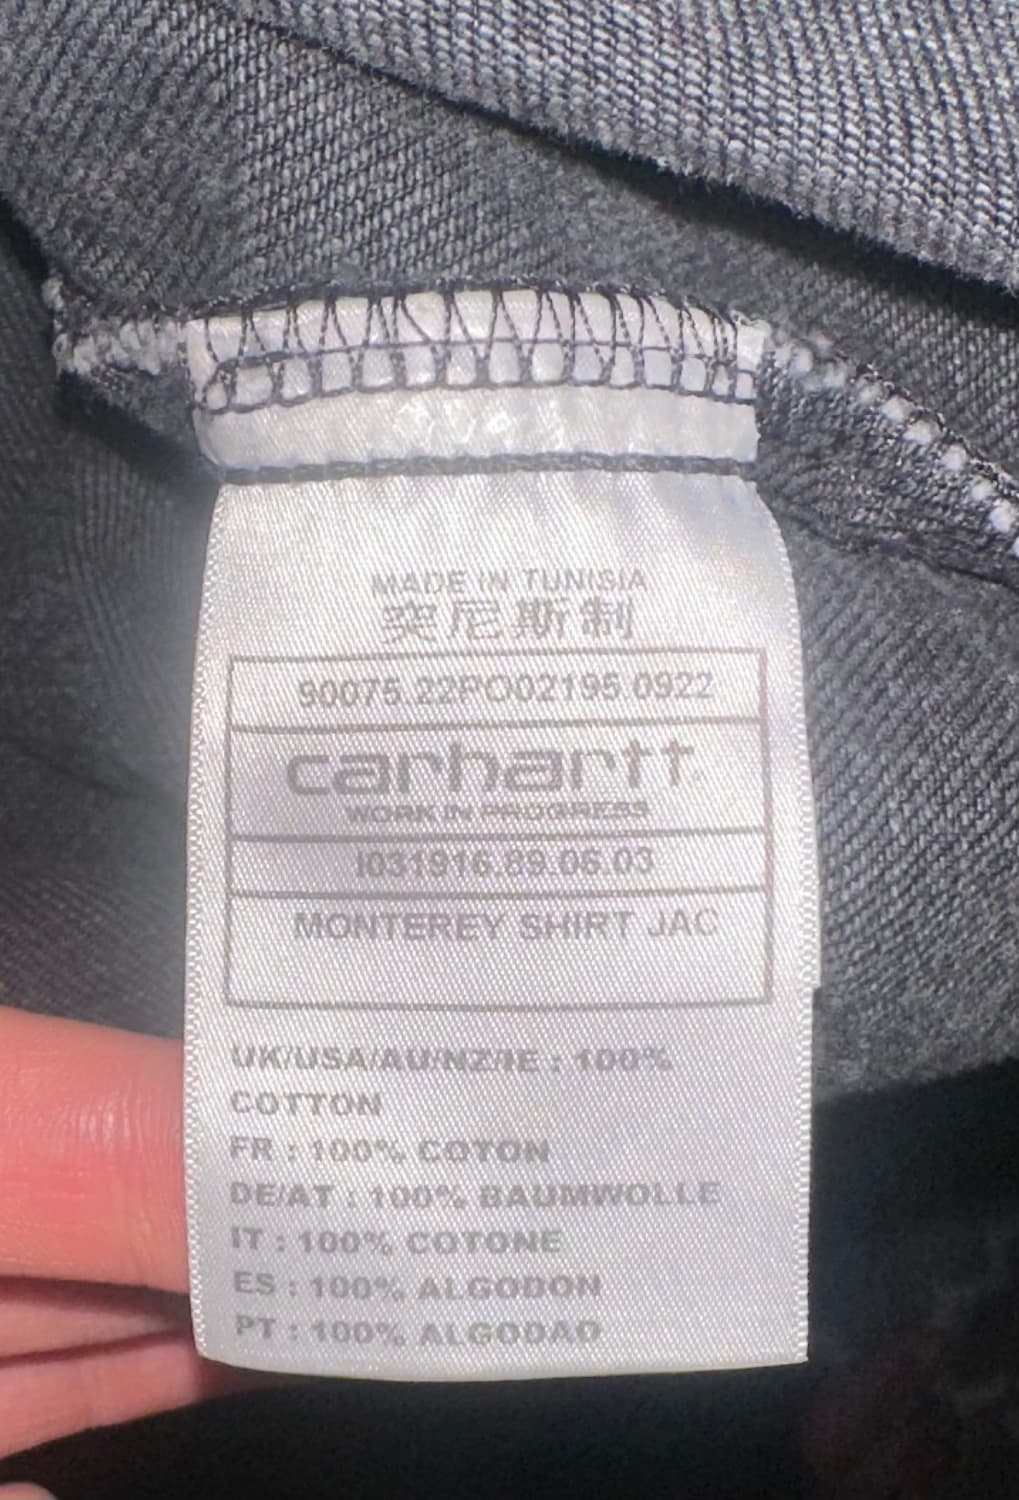 MADE IN TUNISIA
突尼斯制
90075.22PO02195.0922
carhartt
WORK IN PROGRESS
I031916.89.06.03
MONTEREY SHIRT JAC
UK/USA/AU/NZ/IE : 100%
COTTON
FR : 100% COTON
DE/AT : 100% BAUMWOLLE
IT : 100% COTONE
ES : 100% ALGODON
PT : 100% ALGODAO